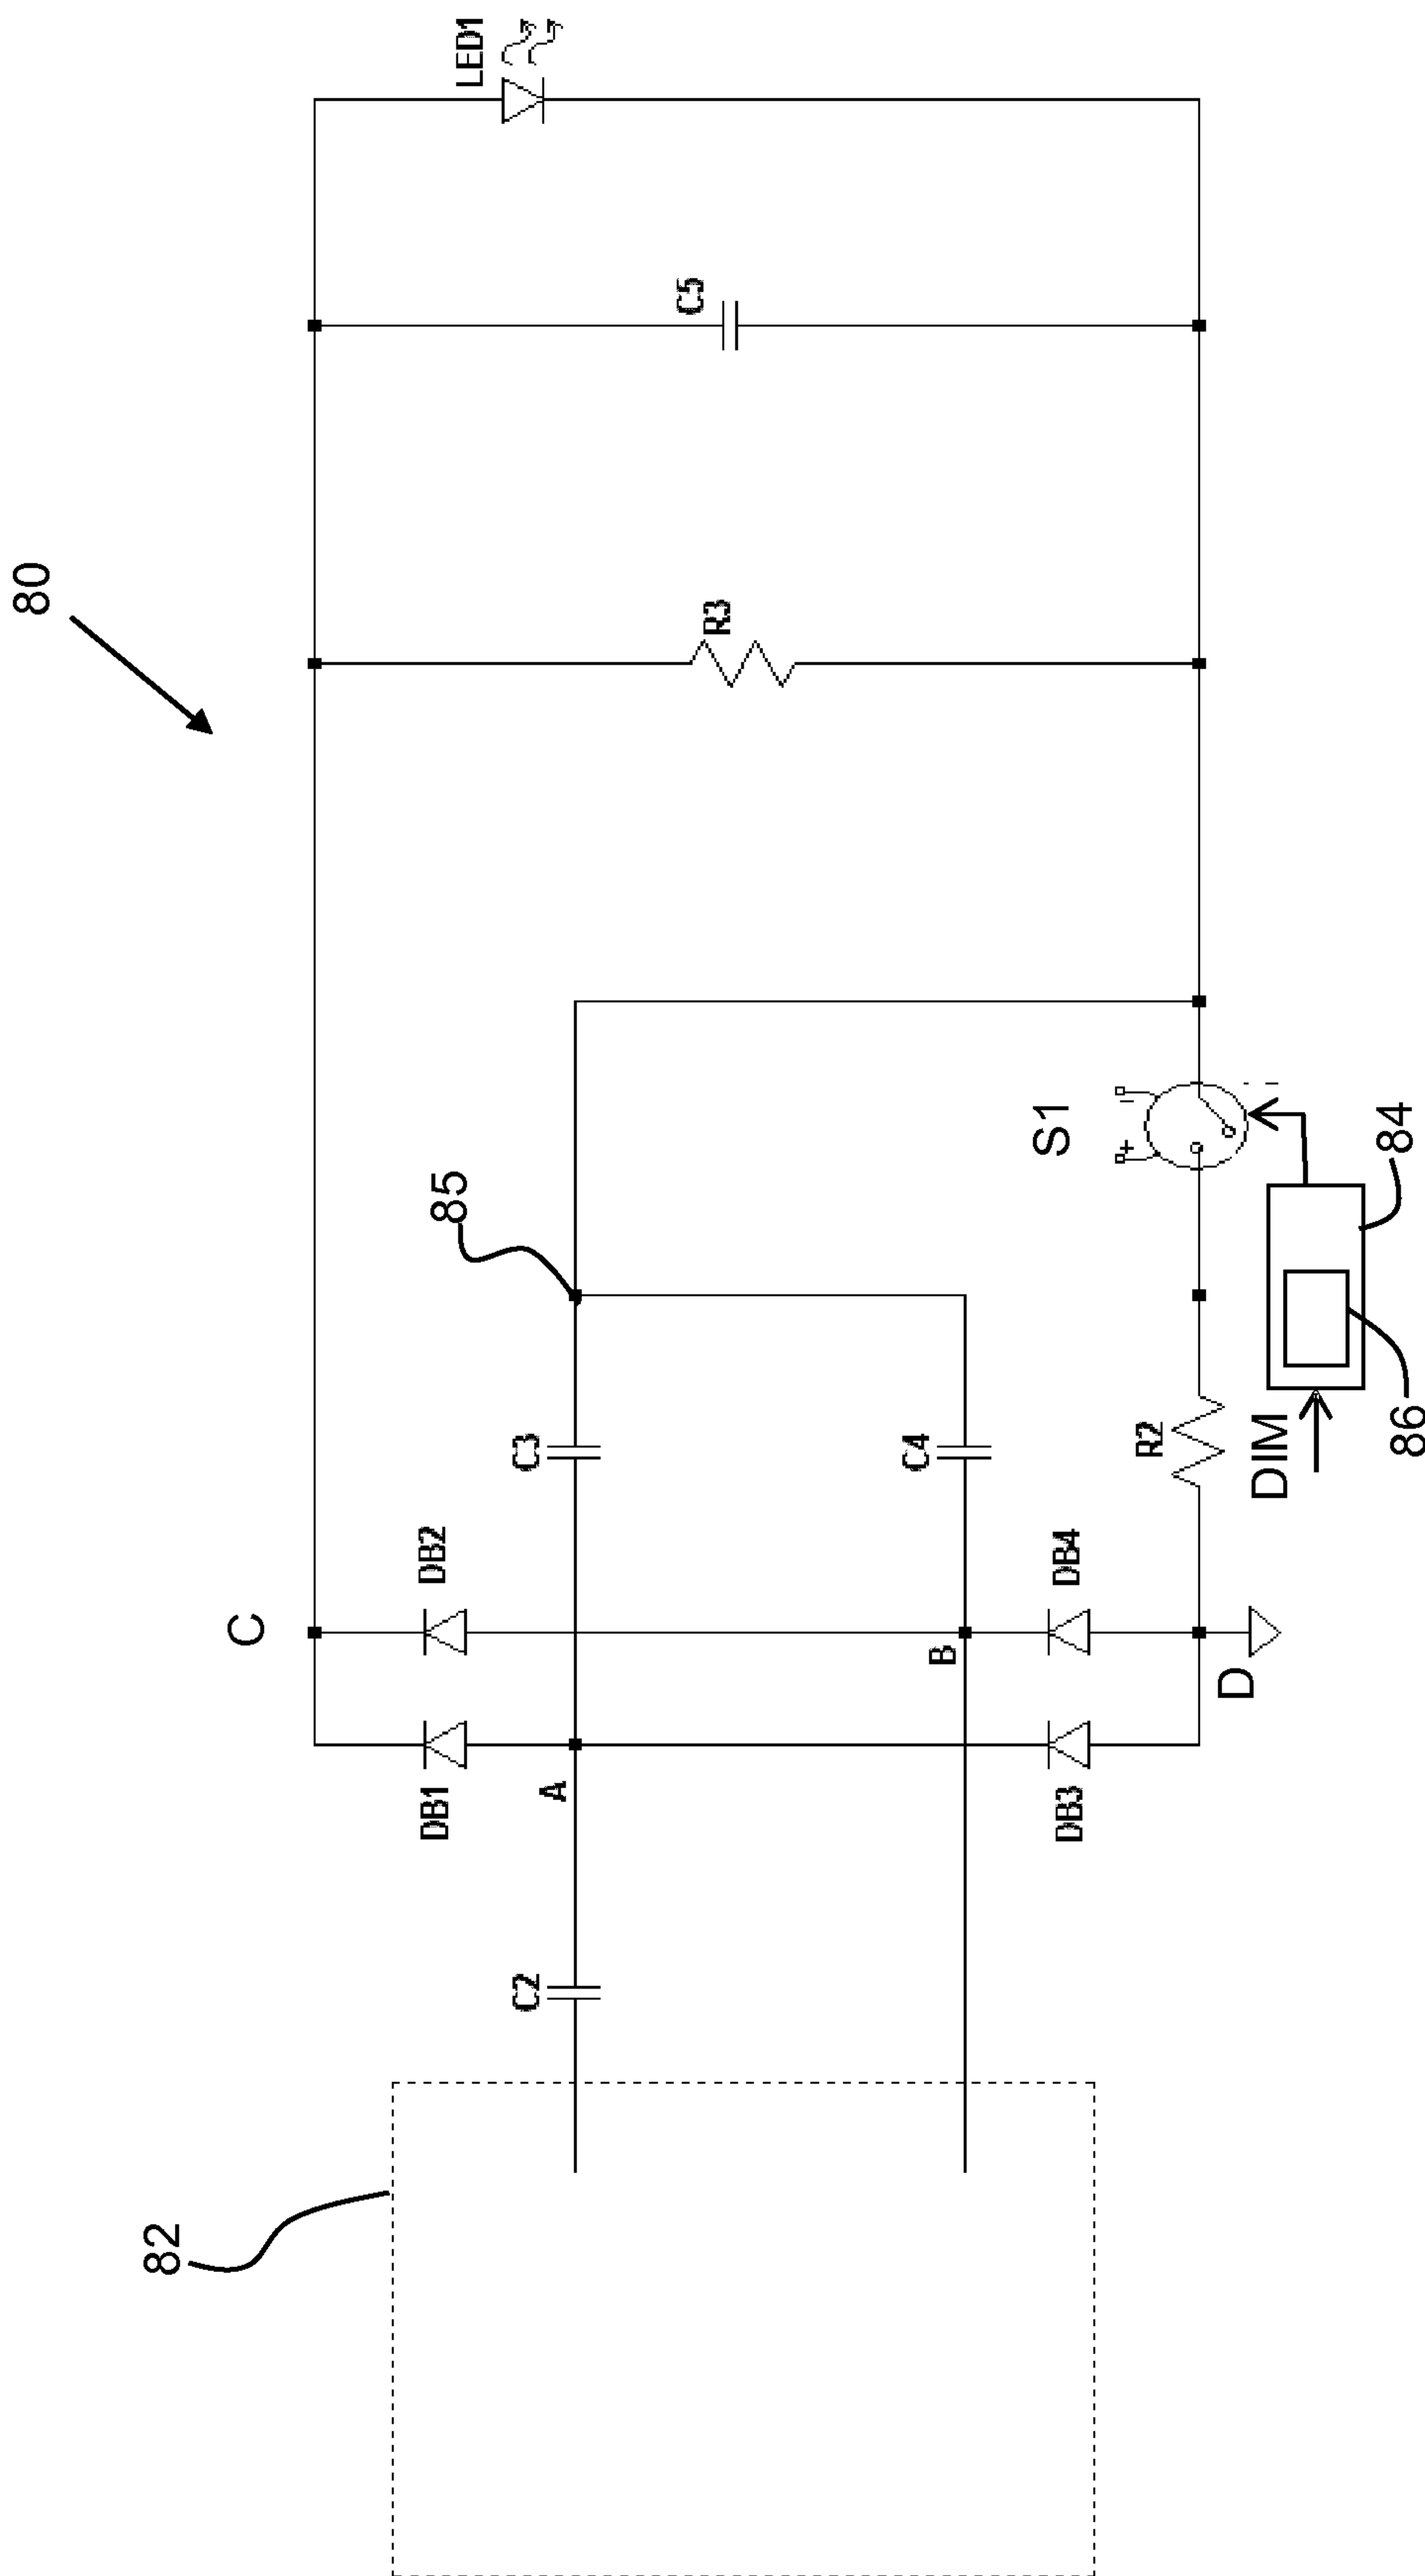 80
LED1
C5
R3
C
85
S1
DB2
C3
DB1
A
C4
B
DB4
R2
DIM
84
86
DB3
D
C2
82
+
-